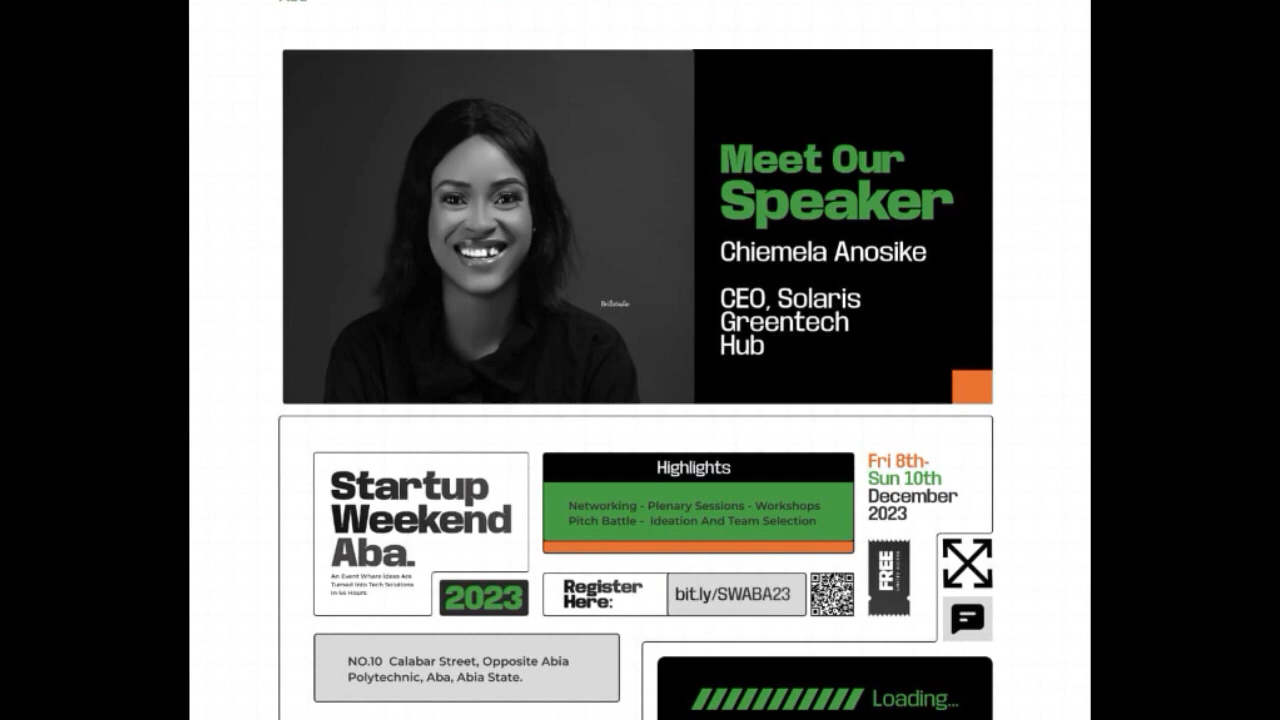 Meet Our
Speaker
Chiemela Anosike
CEO, Solaris
Greentech
Hub
Startup
Weekend
Aba.
An Event Where Ideas Are
Turned Into Tech Solutions
In 54 Hours.
2023
Highlights
Networking - Plenary Sessions - Workshops
Pitch Battle - Ideation And Team Selection
Register
Here:
bit.ly/SWABA23
Fri 8th-
Sun 10th
December
2023
FREE
NO.10 Calabar Street, Opposite Abia
Polytechnic, Aba, Abia State.
Loading...